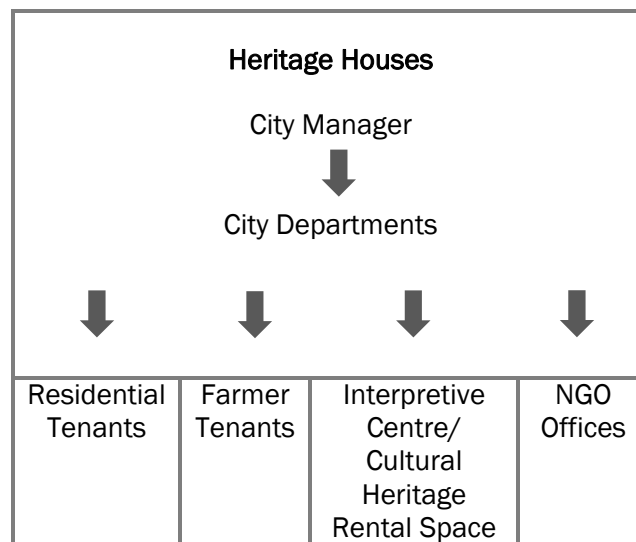 Heritage Houses
City Manager
City Departments
Residential
Tenants
Farmer
Tenants
Interpretive
Centre/
Cultural
Heritage
Rental Space
NGO
Offices